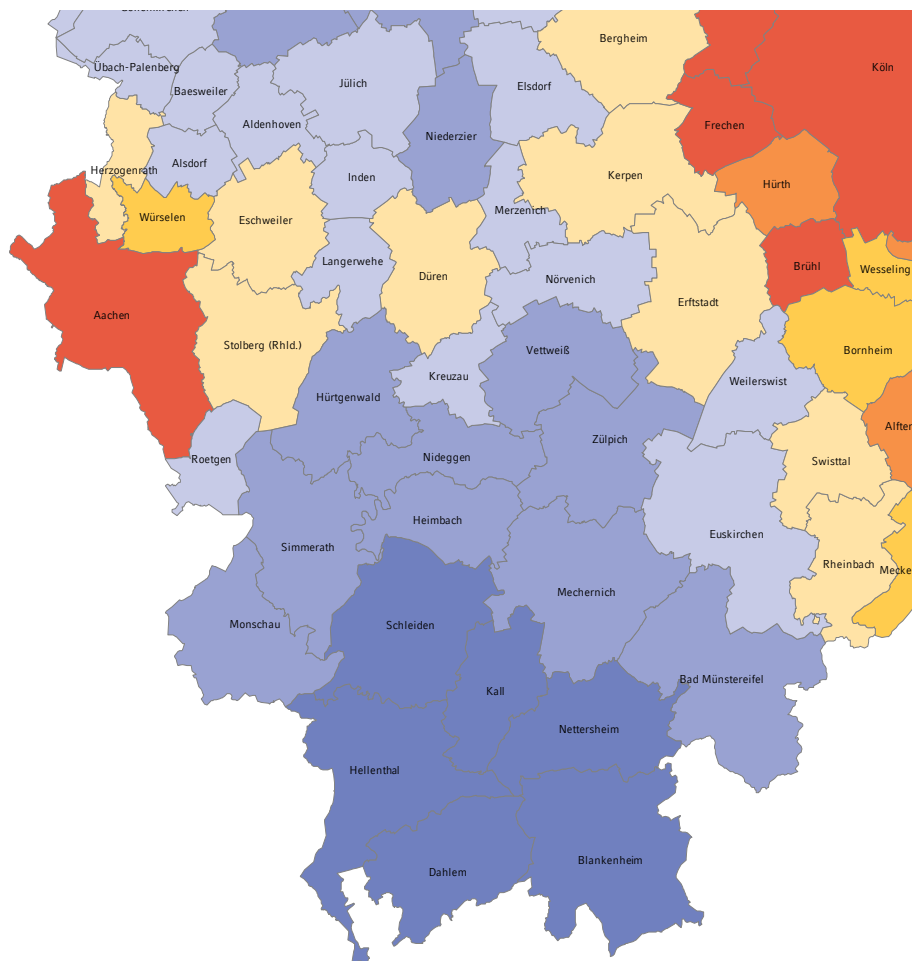 Bergheim
Köln
Übach-Palenberg
Baesweiler
Jülich
Elsdorf
Aldenhoven
Niederzier
Frechen
Herzogenrath
Alsdorf
Inden
Kerpen
Hürth
Würselen
Eschweiler
Merzenich
Langerwehe
Düren
Nörvenich
Brühl
Wesseling
Aachen
Erftstadt
Stolberg (Rhld.)
Vettweiß
Bornheim
Kreuzau
Weilerswist
Hürtgenwald
Zülpich
Alfter
Roetgen
Nideggen
Swisttal
Heimbach
Simmerath
Euskirchen
Rheinbach
Mecke
Mechernich
Monschau
Schleiden
Bad Münstereifel
Kall
Nettersheim
Hellenthal
Blankenheim
Dahlem